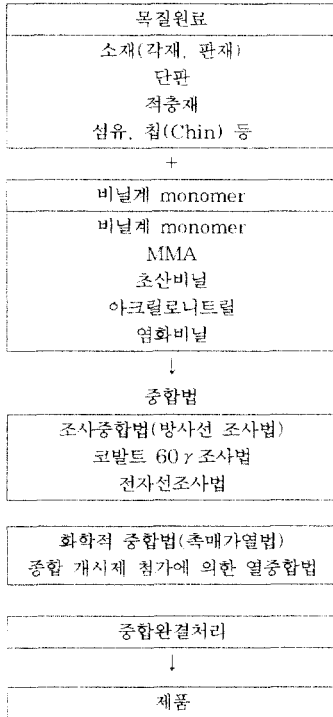 목질원료
소재(각재, 판재)
단판
적충재
섬유, 칩(Chin) 등
+
비닐계 monomer
비닐계 monomer
MMA
초산비닐
아크릴로니트릴
염화비닐
↓
중합법
조사중합법(방사선 조사법)
코발트 60γ조사법
전자선조사법
화학적 중합법(촉매가열법)
중합 개시제 첨가에 의한 열중합법
중합완결처리
↓
제품